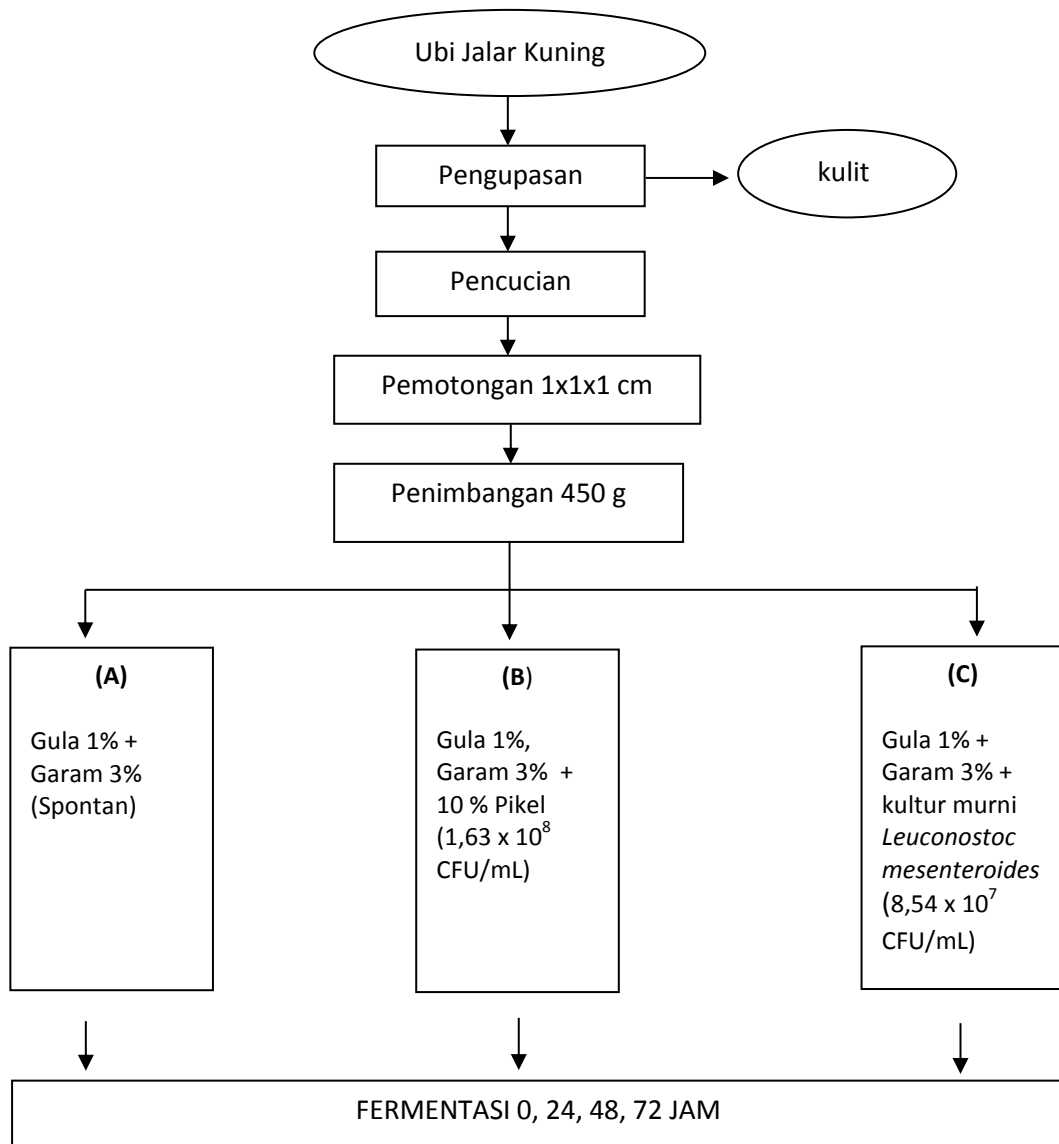 Ubi Jalar Kuning
Pengupasan
kulit
Pencucian
Pemotongan 1x1x1 cm
Penimbangan 450 g
(A)
Gula 1% +
Garam 3%
(Spontan)
(B)
Gula 1%,
Garam 3% +
10 % Pikel
(1,63 x 10⁸
CFU/mL)
(C)
Gula 1% +
Garam 3% +
kultur murni
Leuconostoc
mesenteroides
(8,54 x 10⁷
CFU/mL)
FERMENTASI 0, 24, 48, 72 JAM